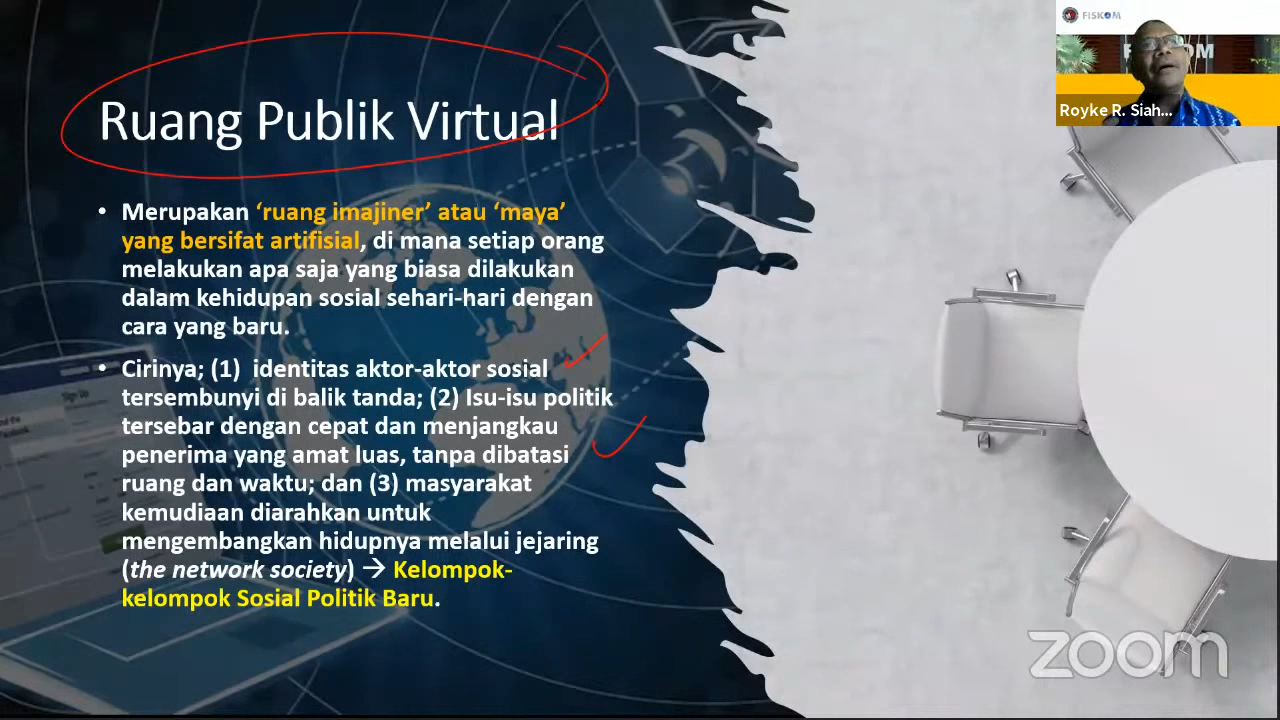 Ruang Publik Virtual
• Merupakan ‘ruang imajiner’ atau ‘maya’
yang bersifat artifisial, di mana setiap orang
melakukan apa saja yang biasa dilakukan
dalam kehidupan sosial sehari-hari dengan
cara yang baru.
• Cirinya; (1) identitas aktor-aktor sosial
tersembunyi di balik tanda; (2) Isu-isu politik
tersebar dengan cepat dan menjangkau
penerima yang amat luas, tanpa dibatasi
ruang dan waktu; dan (3) masyarakat
kemudiaan diarahkan untuk
mengembangkan hidupnya melalui jejaring
(the network society) → Kelompok-
kelompok Sosial Politik Baru.
FISKOM
Royke R. Siah...
Sign Up
zoom